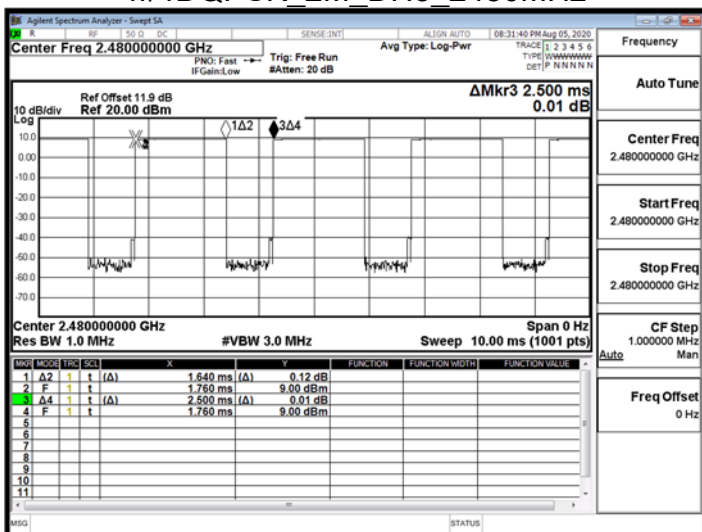 Agilent Spectrum Analyzer - Swept SA
R RF 50 Ω DC SENSE:INT ALIGN AUTO 08:31:40 PM Aug 05, 2020
Center Freq 2.480000000 GHz
PNO: Fast
IFGain:Low
Trig: Free Run
#Atten: 20 dB
Avg Type: Log-Pwr
TRACE 1 2 3 4 5 6
TYPE WWWWWW
DET P N N N N N
Frequency
ΔMkr3 2.500 ms
0.01 dB
Ref Offset 11.9 dB
10 dB/div Ref 20.00 dBm
Log
10.0
0.00
-10.0
-20.0
-30.0
-40.0
-50.0
-60.0
-70.0
1Δ2
3Δ4
Center 2.480000000 GHz
Res BW 1.0 MHz
#VBW 3.0 MHz
Span 0 Hz
Sweep 10.00 ms (1001 pts)
MKR MODE TRC SCL X Y FUNCTION FUNCTION WIDTH FUNCTION VALUE
1 Δ2 1 t (Δ) 1.640 ms (Δ) 0.12 dB
2 F 1 t 1.760 ms 9.00 dBm
3 Δ4 1 t (Δ) 2.500 ms (Δ) 0.01 dB
4 F 1 t 1.760 ms 9.00 dBm
5
6
7
8
9
10
11
MSG
STATUS
Auto Tune
Center Freq
2.480000000 GHz
Start Freq
2.480000000 GHz
Stop Freq
2.480000000 GHz
CF Step
1.000000 MHz
Auto Man
Freq Offset
0 Hz